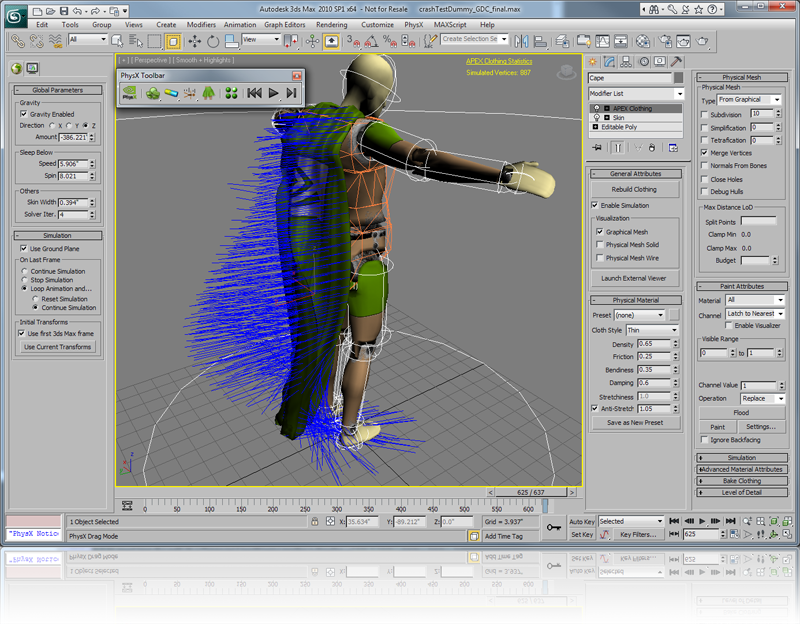 Autodesk 3ds Max 2010 SP1 x64 - Not for Resale crashTestDummy_GDC_final.max
Edit Tools Group Views Create Modifiers Animation Graph Editors Rendering Customize PhysX MAXScript Help
All View Create Selection Se
+ Perspective Smooth + Highlights
PhysX Toolbar
APEX Clothing Statistics
Simulated Vertices: 887
Global Parameters
Gravity
Gravity Enabled
Direction X Y Z
Amount -386.221
Sleep Below
Speed 5.906"
Spin 8.021
Others
Skin Width 0.394"
Solver Iter. 4
Simulation
Use Ground Plane
On Last Frame
Continue Simulation
Stop Simulation
Loop Animation and...
Reset Simulation
Continue Simulation
Initial Transforms
Use first 3ds Max frame
Use Current Transforms
Cape
Modifier List
APEX Clothing
Skin
Editable Poly
General Attributes
Rebuild Clothing
Enable Simulation
Visualization
Graphical Mesh
Physical Mesh Solid
Physical Mesh Wire
Launch External Viewer
Physical Material
Preset (none)
Cloth Style Thin
Density 0.65
Friction 0.25
Bendiness 0.35
Damping 0.6
Stretchiness 1.0
Anti-Stretch 1.05
Save as New Preset
Physical Mesh
Type From Graphical
Subdivision 10
Simplification 0
Tetrafication 0
Merge Vertices
Normals From Bones
Close Holes
Debug Hulls
Max Distance LoD
Split Points
Clamp Min 0.0
Clamp Max 0.0
Budget
Paint Attributes
Material All
Channel Latch to Nearest
Enable Visualizer
Visible Range
0 to 1
Channel Value 1
Operation Replace
Flood
Paint Settings...
Ignore Backfacing
Simulation
Advanced Material Attributes
Bake Clothing
Level of Detail
625 / 637
0 50 100 150 200 250 300 350 400 450 500 550 600
"PhysX Notic
1 Object Selected
X: 35.634" Y: -89.212" Z: 0.0"
Grid = 3.937"
Auto Key Selected
PhysX Drag Mode
Add Time Tag
Set Key Key Filters... 625